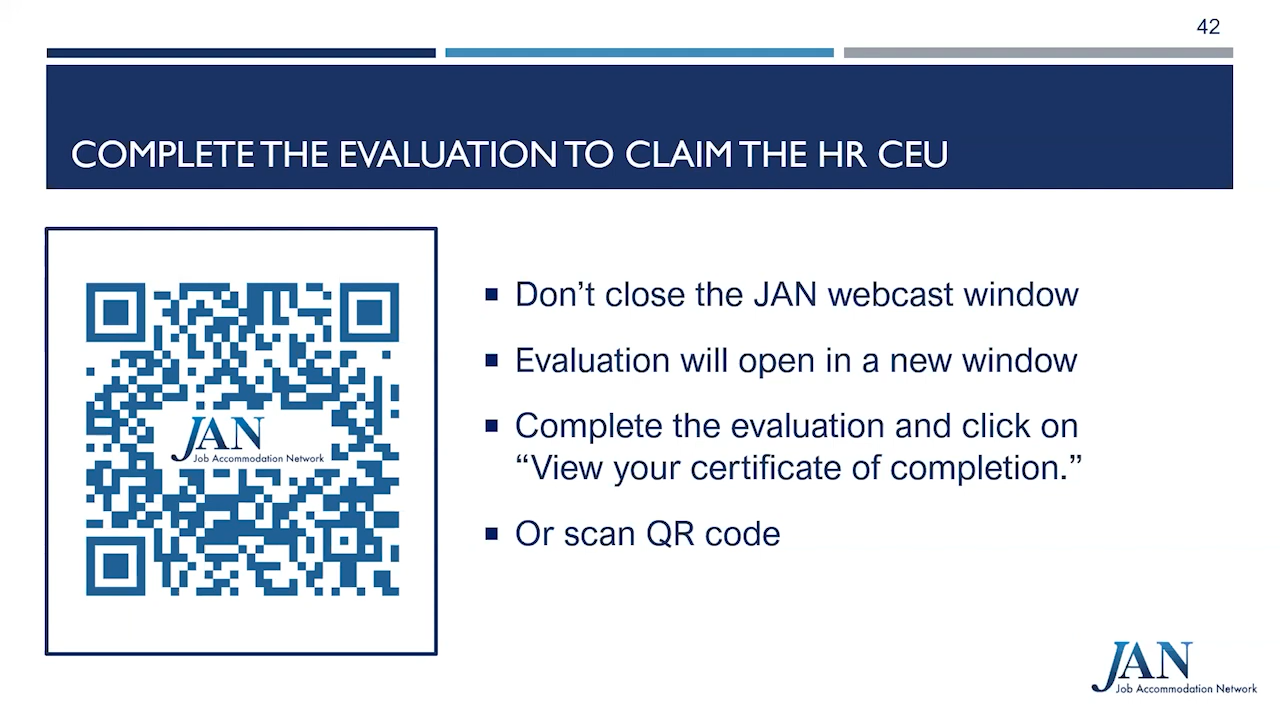 42
COMPLETE THE EVALUATION TO CLAIM THE HR CEU
JAN
Job Accommodation Network
▪ Don’t close the JAN webcast window
▪ Evaluation will open in a new window
▪ Complete the evaluation and click on
“View your certificate of completion.”
▪ Or scan QR code
JAN
Job Accommodation Network